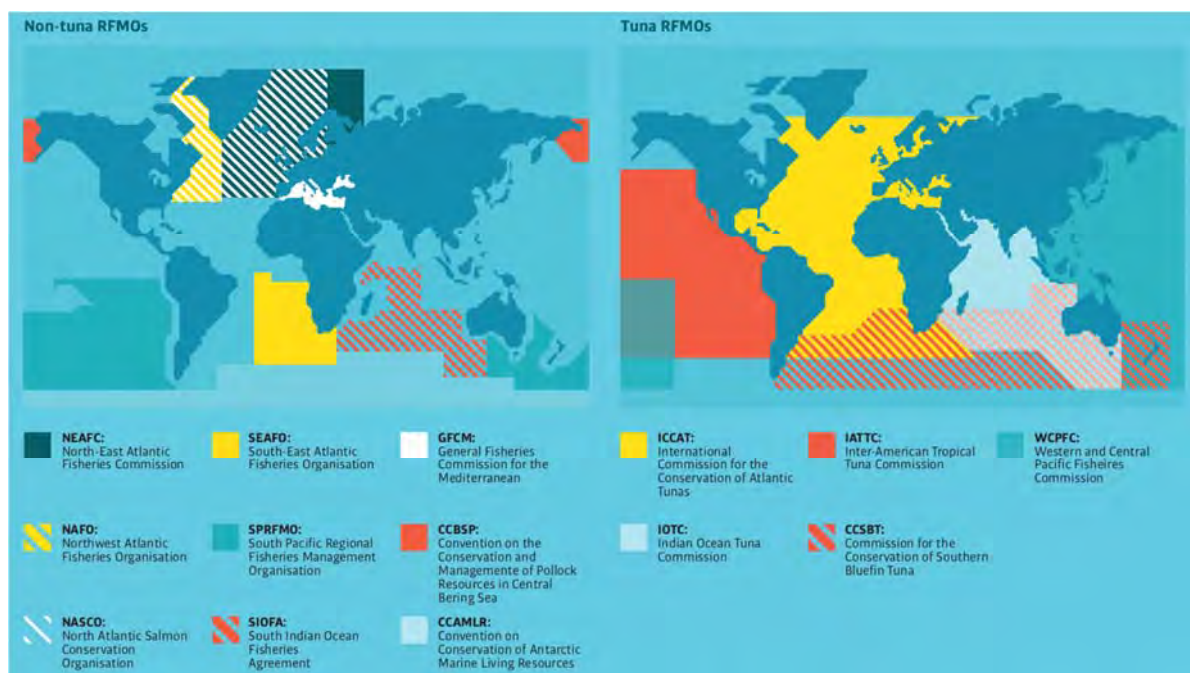 Non-tuna RFMOs
Tuna RFMOs
NEAFC:
North-East Atlantic
Fisheries Commission
SEAFO:
South-East Atlantic
Fisheries Organisation
GFCM:
General Fisheries
Commission for the
Mediterranean
NAFO:
Northwest Atlantic
Fisheries Organisation
SPRFMO:
South Pacific Regional
Fisheries Management
Organisation
CCBSP:
Convention on the
Conservation and
Managemente of Pollock
Resources in Central
Bering Sea
NASCO:
North Atlantic Salmon
Conservation
Organisation
SIOFA:
South Indian Ocean
Fisheries
Agreement
CCAMLR:
Convention on
Conservation of Antarctic
Marine Living Resources
ICCAT:
International
Commission for the
Conservation of Atlantic
Tunas
IATTC:
Inter-American Tropical
Tuna Commission
WCPFC:
Western and Central
Pacific Fisheires
Commission
IOTC:
Indian Ocean Tuna
Commission
CCSBT:
Commission for the
Conservation of Southern
Bluefin Tuna